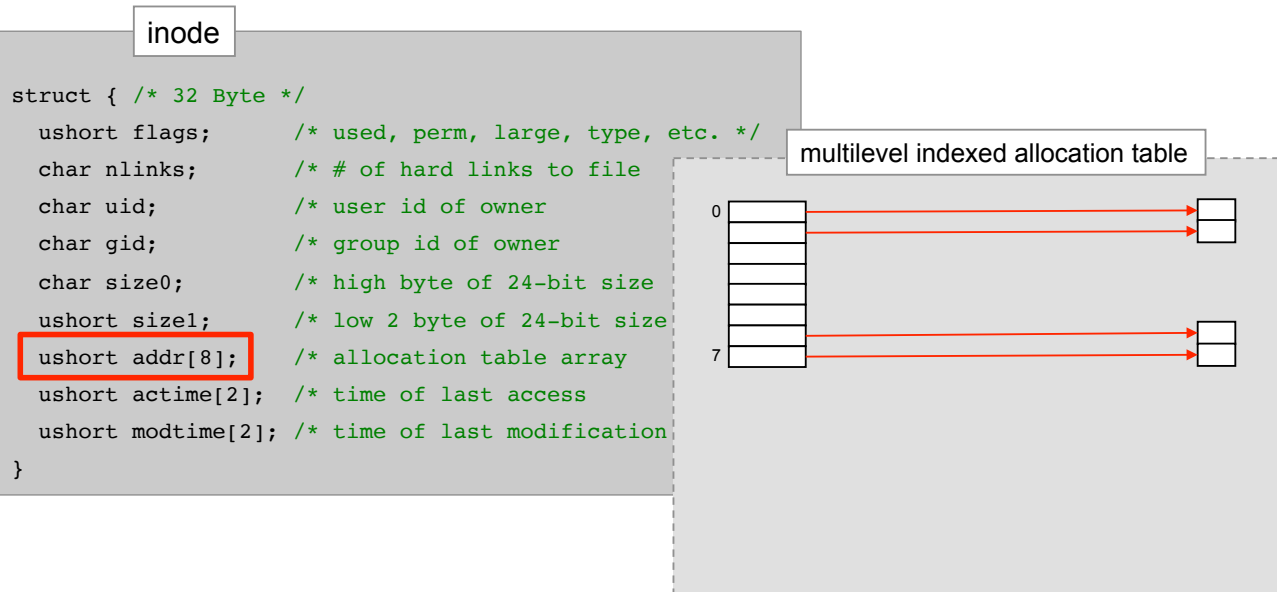 inode
struct { /* 32 Byte */
ushort flags; /* used, perm, large, type, etc. */
char nlinks; /* # of hard links to file
char uid; /* user id of owner
char gid; /* group id of owner
char size0; /* high byte of 24-bit size
ushort size1; /* low 2 byte of 24-bit size
ushort addr[8]; /* allocation table array
ushort actime[2]; /* time of last access
ushort modtime[2]; /* time of last modification
}
multilevel indexed allocation table
0
7